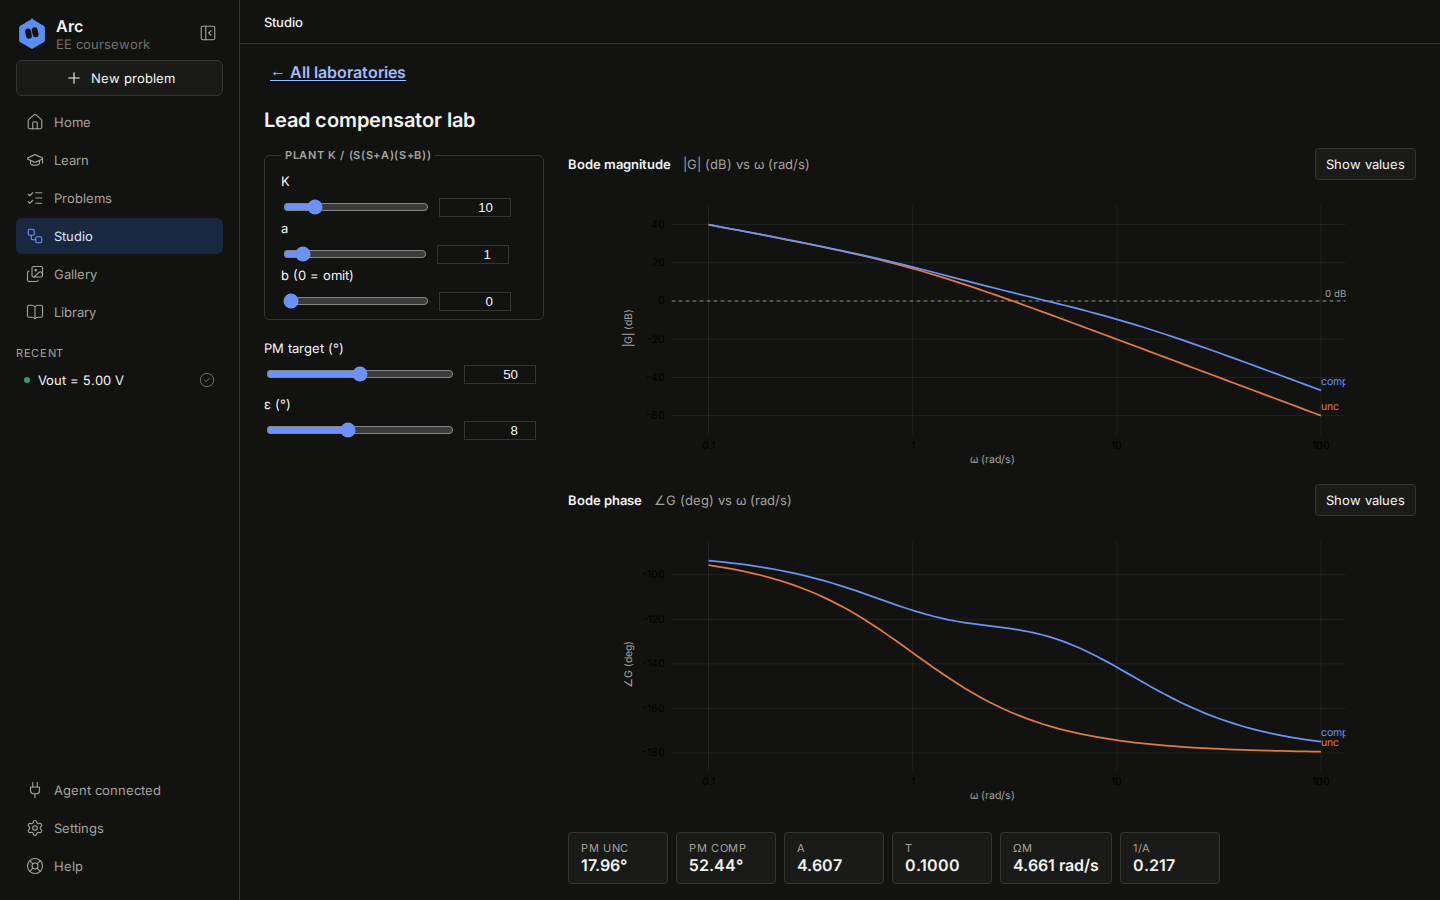 Arc
EE coursework
New problem
Home
Learn
Problems
Studio
Gallery
Library
RECENT
Vout = 5.00 V
Agent connected
Settings
Help
Studio
← All laboratories
Lead compensator lab
PLANT K / (S(S+A)(S+B))
K
10
a
1
b (0 = omit)
0
PM target (°)
50
ε (°)
8
Bode magnitude |G| (dB) vs ω (rad/s)
Show values
40
20
0
0 dB
-20
-40
-60
|G| (dB)
comp
unc
0.1 1 10 100
ω (rad/s)
Bode phase ∠G (deg) vs ω (rad/s)
Show values
-100
-120
-140
-160
-180
∠G (deg)
comp
unc
0.1 1 10 100
ω (rad/s)
PM UNC
17.96°
PM COMP
52.44°
A
4.607
T
0.1000
ΩM
4.661 rad/s
1/A
0.217